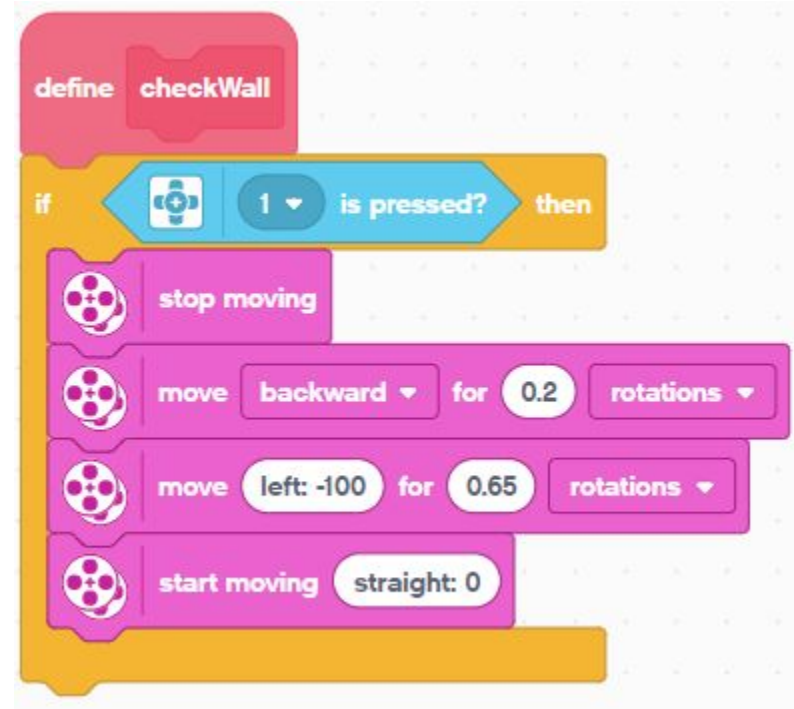 define checkWall
if 1 is pressed? then
stop moving
move backward for 0.2 rotations
move left: -100 for 0.65 rotations
start moving straight: 0